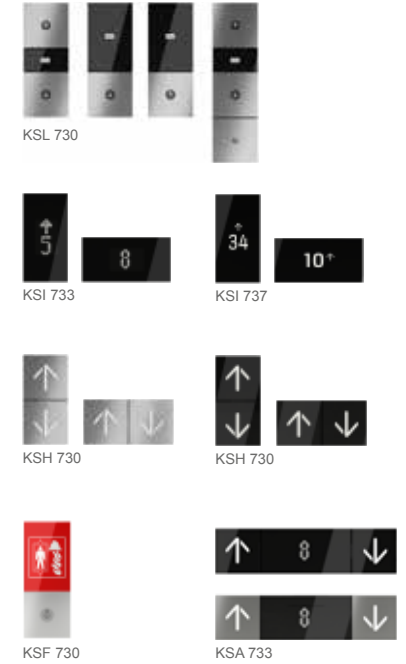 KSL 730
5
8
34
10
KSI 733
KSI 737
KSH 730
KSH 730
8
8
KSF 730
KSA 733